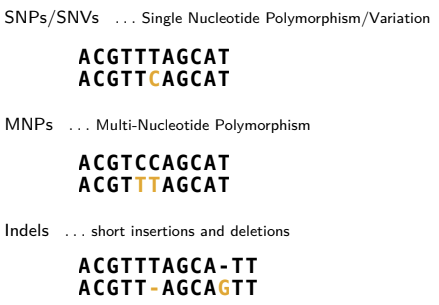 SNPs/SNVs ... Single Nucleotide Polymorphism/Variation
ACGTTTAGCAT
ACGTTCAGCAT
MNPs ... Multi-Nucleotide Polymorphism
ACGTCCAGCAT
ACGTTTAGCAT
Indels ... short insertions and deletions
ACGTTTAGCA-TT
ACGTT-AGCAGTT